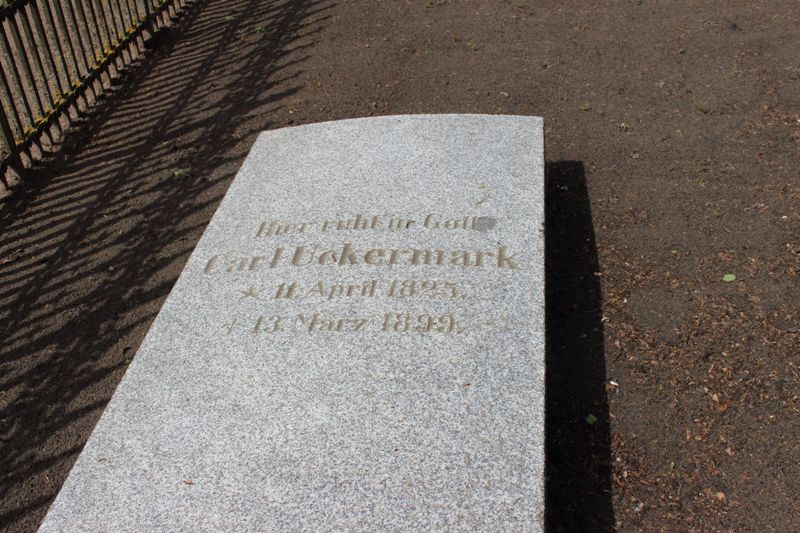 Hier ruht in Gott
Carl Uckermark
* 11. April 1895.
† 13. März 1899.